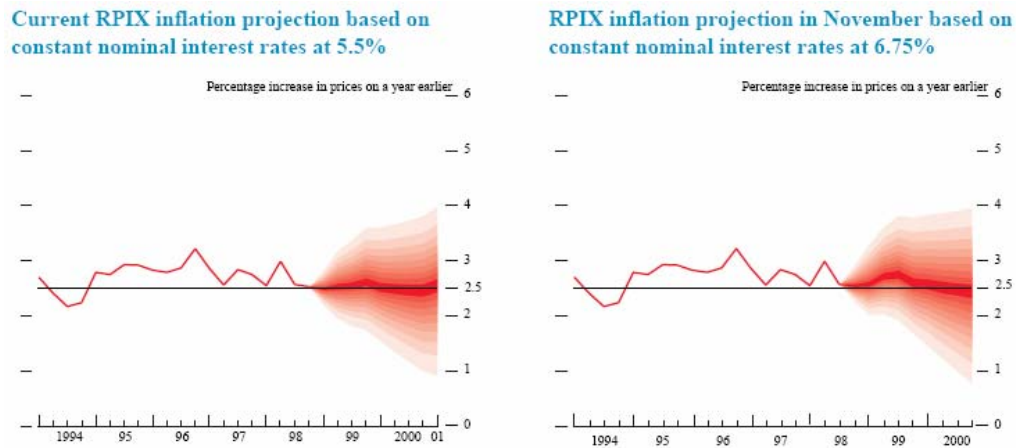 Current RPIX inflation projection based on
constant nominal interest rates at 5.5%
Percentage increase in prices on a year earlier
6
5
4
3
2.5
2
1
0
1994 95 96 97 98 99 2000 01
RPIX inflation projection in November based on
constant nominal interest rates at 6.75%
Percentage increase in prices on a year earlier
6
5
4
3
2.5
2
1
0
1994 95 96 97 98 99 2000